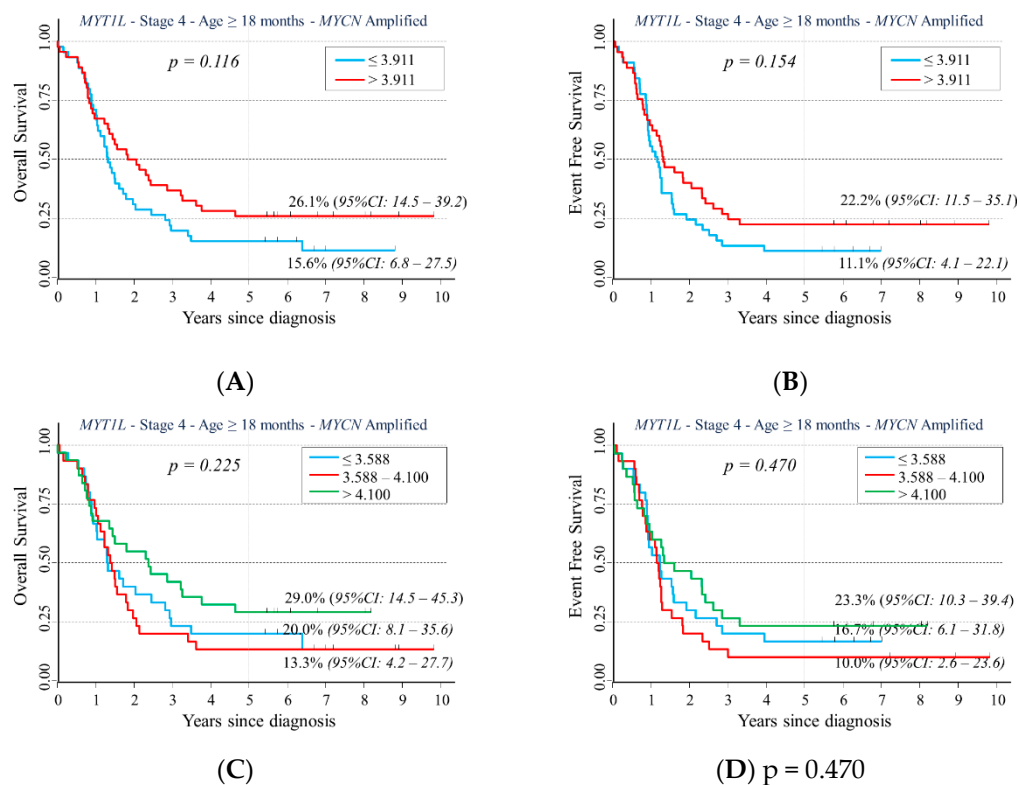 MYT1L - Stage 4 - Age ≥ 18 months - MYCN Amplified
p = 0.116
≤ 3.911
> 3.911
Overall Survival
0.00 0.25 0.50 0.75 1.00
26.1% (95%CI: 14.5 – 39.2)
15.6% (95%CI: 6.8 – 27.5)
0 1 2 3 4 5 6 7 8 9 10
Years since diagnosis
(A)
MYT1L - Stage 4 - Age ≥ 18 months - MYCN Amplified
p = 0.154
≤ 3.911
> 3.911
Event Free Survival
0.00 0.25 0.50 0.75 1.00
22.2% (95%CI: 11.5 – 35.1)
11.1% (95%CI: 4.1 – 22.1)
0 1 2 3 4 5 6 7 8 9 10
Years since diagnosis
(B)
MYT1L - Stage 4 - Age ≥ 18 months - MYCN Amplified
p = 0.225
≤ 3.588
3.588 – 4.100
> 4.100
Overall Survival
0.00 0.25 0.50 0.75 1.00
29.0% (95%CI: 14.5 – 45.3)
20.0% (95%CI: 8.1 – 35.6)
13.3% (95%CI: 4.2 – 27.7)
0 1 2 3 4 5 6 7 8 9 10
Years since diagnosis
(C)
MYT1L - Stage 4 - Age ≥ 18 months - MYCN Amplified
p = 0.470
≤ 3.588
3.588 – 4.100
> 4.100
Event Free Survival
0.00 0.25 0.50 0.75 1.00
23.3% (95%CI: 10.3 – 39.4)
16.7% (95%CI: 6.1 – 31.8)
10.0% (95%CI: 2.6 – 23.6)
0 1 2 3 4 5 6 7 8 9 10
Years since diagnosis
(D) p = 0.470